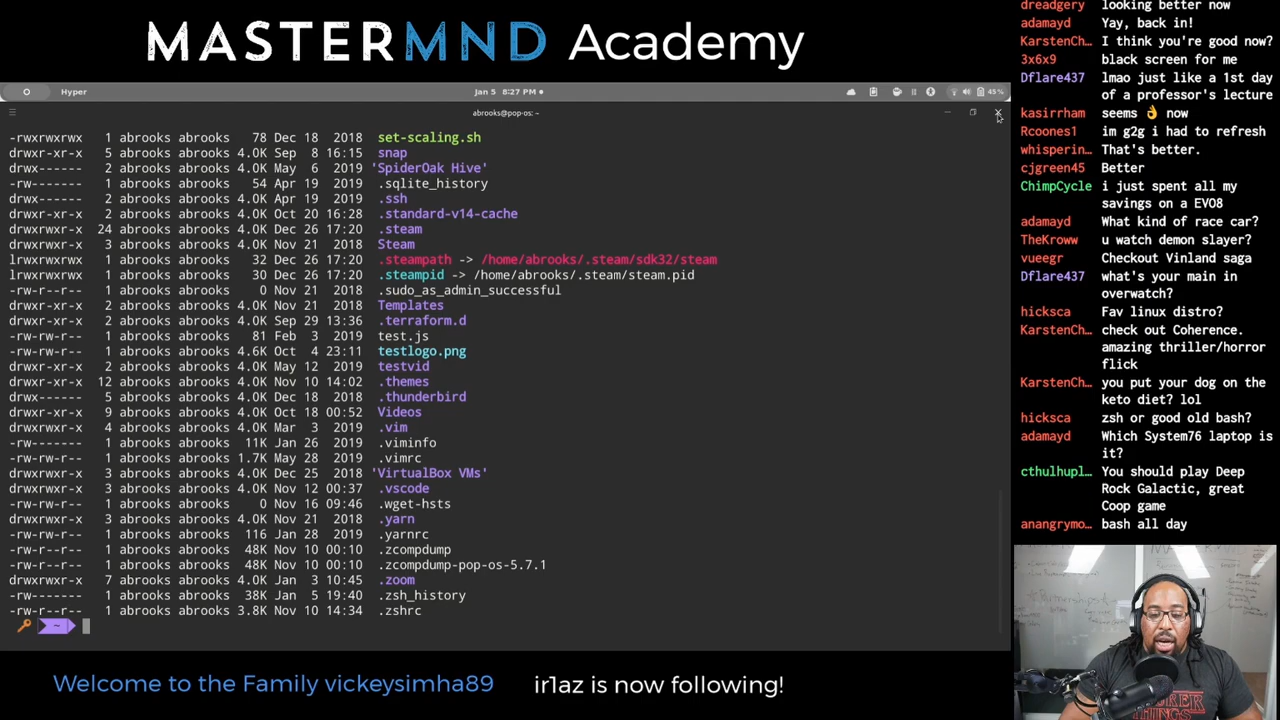 MASTERMND Academy
Hyper
Jan 5 8:27 PM
45%
abrooks@pop-os: ~
-rwxrwxrwx 1 abrooks abrooks 78 Dec 18 2018 set-scaling.sh
drwxr-xr-x 5 abrooks abrooks 4.0K Sep 8 16:15 snap
drwx------ 2 abrooks abrooks 4.0K May 6 2019 'SpiderOak Hive'
-rw------- 1 abrooks abrooks 54 Apr 19 2019 .sqlite_history
drwx------ 2 abrooks abrooks 4.0K Apr 19 2019 .ssh
drwxr-xr-x 2 abrooks abrooks 4.0K Oct 20 16:28 .standard-v14-cache
drwxrwxr-x 24 abrooks abrooks 4.0K Dec 26 17:20 .steam
drwxrwxr-x 3 abrooks abrooks 4.0K Nov 21 2018 Steam
lrwxrwxrwx 1 abrooks abrooks 32 Dec 26 17:20 .steampath -> /home/abrooks/.steam/sdk32/steam
lrwxrwxrwx 1 abrooks abrooks 30 Dec 26 17:20 .steampid -> /home/abrooks/.steam/steam.pid
-rw-r--r-- 1 abrooks abrooks 0 Nov 21 2018 .sudo_as_admin_successful
drwxr-xr-x 2 abrooks abrooks 4.0K Nov 21 2018 Templates
drwxr-xr-x 2 abrooks abrooks 4.0K Sep 29 13:36 .terraform.d
-rw-rw-r-- 1 abrooks abrooks 81 Feb 3 2019 test.js
-rw-rw-r-- 1 abrooks abrooks 4.6K Oct 4 23:11 testlogo.png
drwxrwxr-x 2 abrooks abrooks 4.0K May 12 2019 testvid
drwxrwxr-x 12 abrooks abrooks 4.0K Nov 10 14:02 .themes
drwx------ 5 abrooks abrooks 4.0K Dec 18 2018 .thunderbird
drwxr-xr-x 9 abrooks abrooks 4.0K Oct 18 00:52 Videos
drwxrwxr-x 4 abrooks abrooks 4.0K Mar 3 2019 .vim
-rw------- 1 abrooks abrooks 11K Jan 26 2019 .viminfo
-rw-rw-r-- 1 abrooks abrooks 1.7K May 28 2019 .vimrc
drwxrwxr-x 3 abrooks abrooks 4.0K Dec 25 2018 'VirtualBox VMs'
drwxrwxr-x 3 abrooks abrooks 4.0K Nov 12 00:37 .vscode
-rw-rw-r-- 1 abrooks abrooks 0 Nov 16 09:46 .wget-hsts
drwxrwxr-x 3 abrooks abrooks 4.0K Nov 21 2018 .yarn
-rw-rw-r-- 1 abrooks abrooks 116 Jan 28 2019 .yarnrc
-rw-r--r-- 1 abrooks abrooks 48K Nov 10 00:10 .zcompdump
-rw-r--r-- 1 abrooks abrooks 48K Nov 10 00:10 .zcompdump-pop-os-5.7.1
drwxrwxr-x 7 abrooks abrooks 4.0K Jan 3 10:45 .zoom
-rw------- 1 abrooks abrooks 38K Jan 5 19:40 .zsh_history
-rw-r--r-- 1 abrooks abrooks 3.8K Nov 10 14:34 .zshrc
~
dreadgery looking better now
adamayd Yay, back in!
KarstenCh… I think you're good now?
3x6x9 black screen for me
Dflare437 lmao just like a 1st day
of a professor's lecture
kasirrham seems 👌 now
Rcoones1 im g2g i had to refresh
whisperin… That's better.
cjgreen45 Better
ChimpCycle i just spent all my
savings on a EVO8
adamayd What kind of race car?
TheKroww u watch demon slayer?
vueegr Checkout Vinland saga
Dflare437 what's your main in
overwatch?
hicksca Fav linux distro?
KarstenCh… check out Coherence.
amazing thriller/horror
flick
KarstenCh… you put your dog on the
keto diet? lol
hicksca zsh or good old bash?
adamayd Which System76 laptop is
it?
cthulhupl… You should play Deep
Rock Galactic, great
Coop game
anangrymo… bash all day
Welcome to the Family vickeysimha89
ir1az is now following!